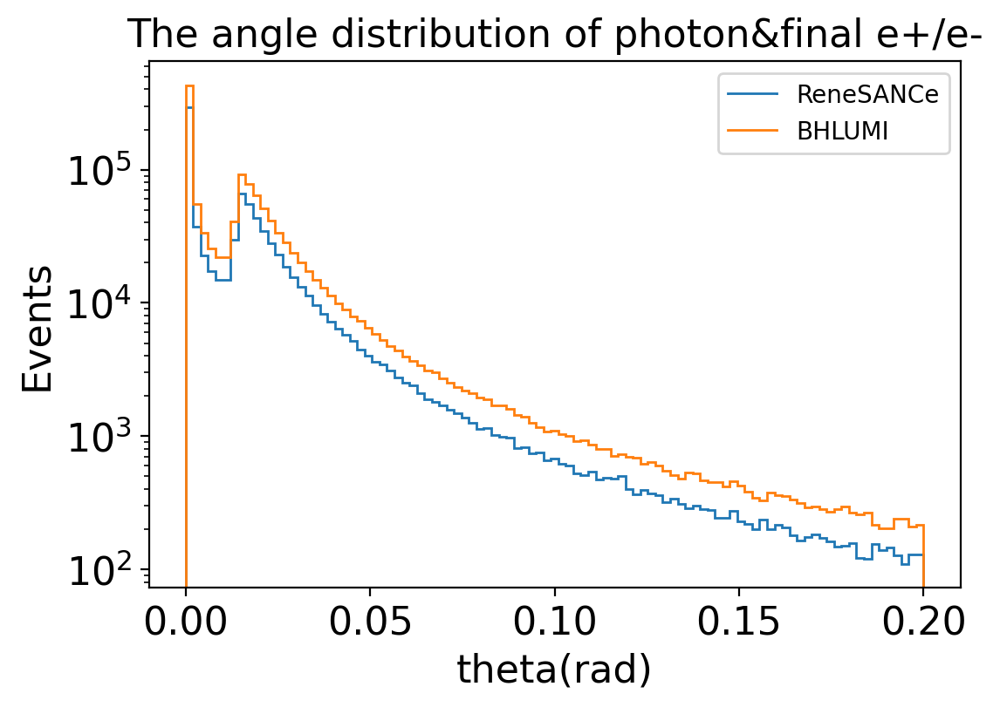 The angle distribution of photon&final e+/e-
ReneSANCe
BHLUMI
Events
10^5
10^4
10^3
10^2
0.00 0.05 0.10 0.15 0.20
theta(rad)